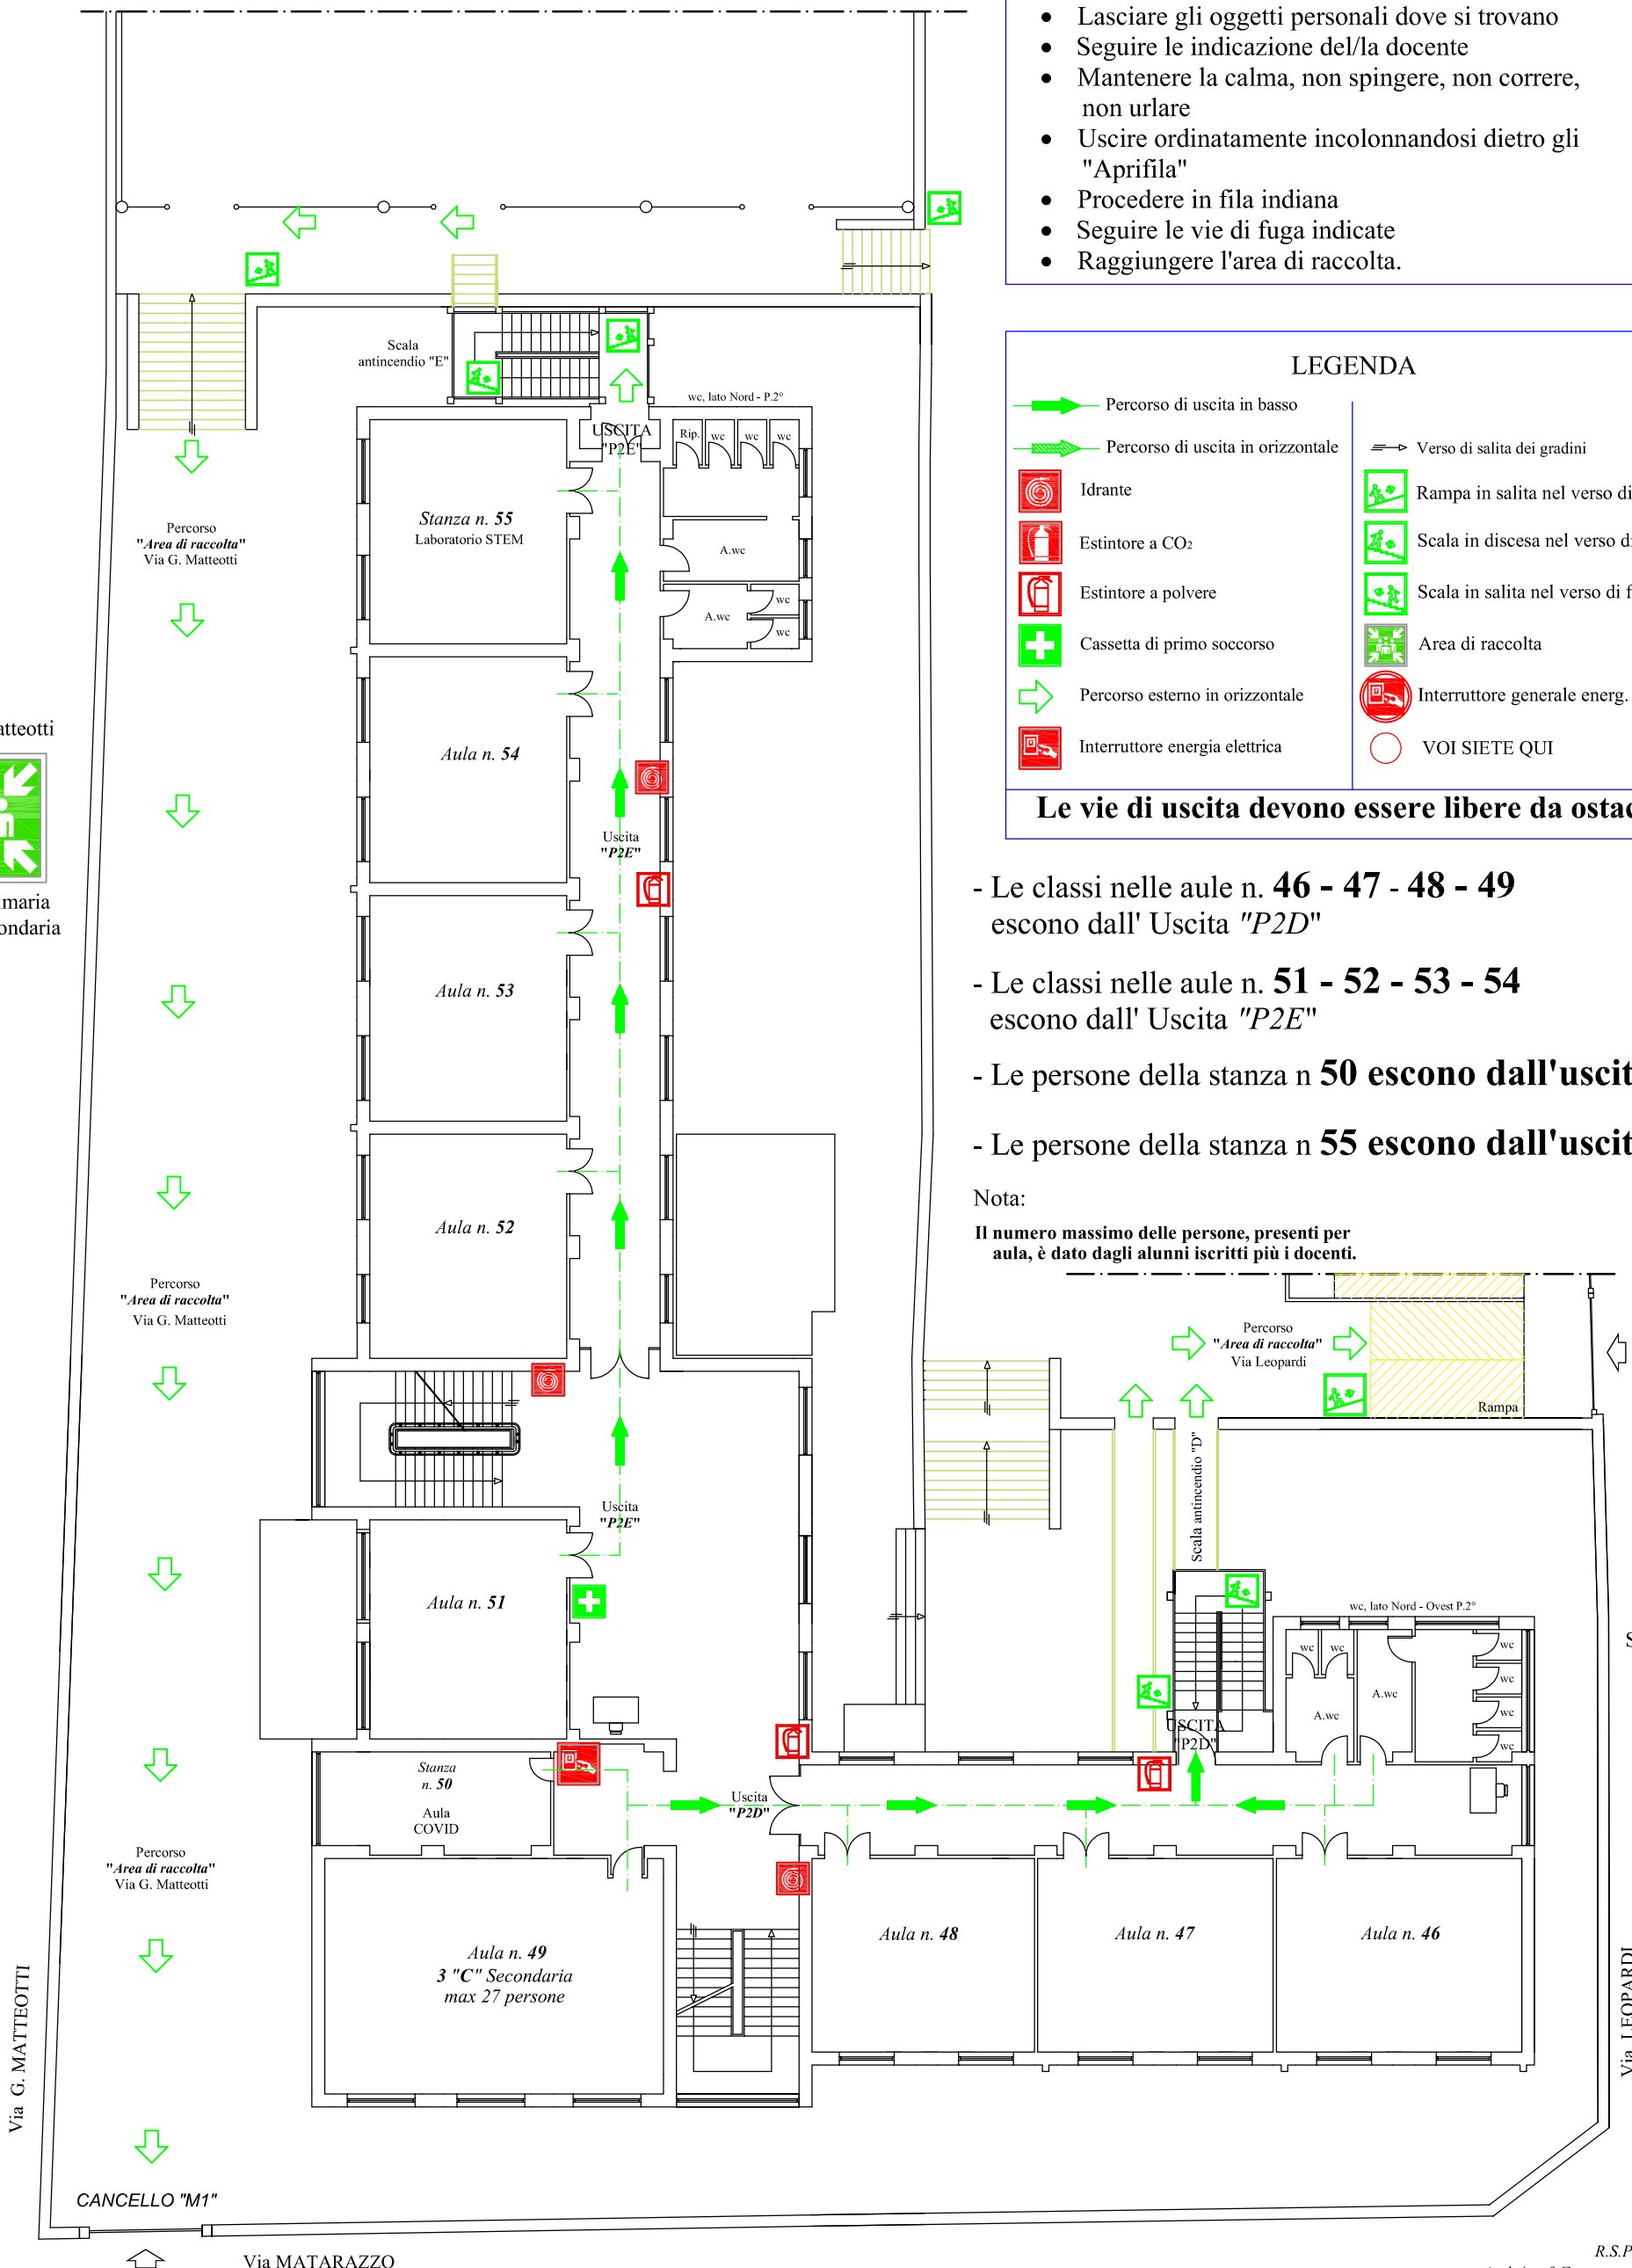 Lasciare gli oggetti personali dove si trovano
Seguire le indicazione del/la docente
Mantenere la calma, non spingere, non correre,
non urlare
Uscire ordinatamente incolonnandosi dietro gli
"Aprifila"
Procedere in fila indiana
Seguire le vie di fuga indicate
Raggiungere l'area di raccolta.
LEGENDA
Percorso di uscita in basso
Percorso di uscita in orizzontale
Idrante
Estintore a CO2
Estintore a polvere
Cassetta di primo soccorso
Percorso esterno in orizzontale
Interruttore energia elettrica
Verso di salita dei gradini
Rampa in salita nel verso di
Scala in discesa nel verso di
Scala in salita nel verso di f
Area di raccolta
Interruttore generale energ.
VOI SIETE QUI
Le vie di uscita devono essere libere da ostac
- Le classi nelle aule n. 46 - 47 - 48 - 49
escono dall' Uscita "P2D"
- Le classi nelle aule n. 51 - 52 - 53 - 54
escono dall' Uscita "P2E"
- Le persone della stanza n 50 escono dall'uscit
- Le persone della stanza n 55 escono dall'uscit
Nota:
Il numero massimo delle persone, presenti per
aula, è dato dagli alunni iscritti più i docenti.
Scala
antincendio "E"
wc, lato Nord - P.2°
USCITA
"P2E"
Rip.
wc
wc
wc
Stanza n. 55
Laboratorio STEM
A.wc
A.wc
wc
wc
Percorso
"Area di raccolta"
Via G. Matteotti
atteotti
maria
ondaria
Aula n. 54
Uscita
"P2E"
Aula n. 53
Aula n. 52
Percorso
"Area di raccolta"
Via G. Matteotti
Percorso
"Area di raccolta"
Via Leopardi
Rampa
Scala antincendio "D"
Uscita
"P2E"
Aula n. 51
wc, lato Nord - Ovest P.2°
wc
wc
wc
wc
wc
wc
A.wc
A.wc
S
USCITA
"P2D"
Stanza
n. 50
Aula
COVID
Uscita
"P2D"
Percorso
"Area di raccolta"
Via G. Matteotti
Aula n. 49
3 "C" Secondaria
max 27 persone
Aula n. 48
Aula n. 47
Aula n. 46
Via G. MATTEOTTI
Via LEOPARDI
CANCELLO "M1"
Via MATARAZZO
R.S.P